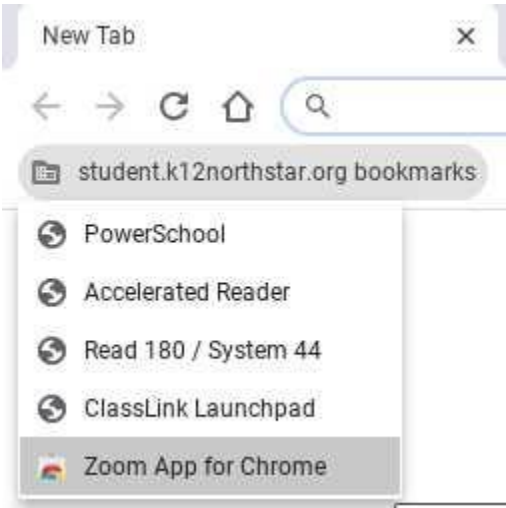 New Tab
student.k12northstar.org bookmarks
PowerSchool
Accelerated Reader
Read 180 / System 44
ClassLink Launchpad
Zoom App for Chrome